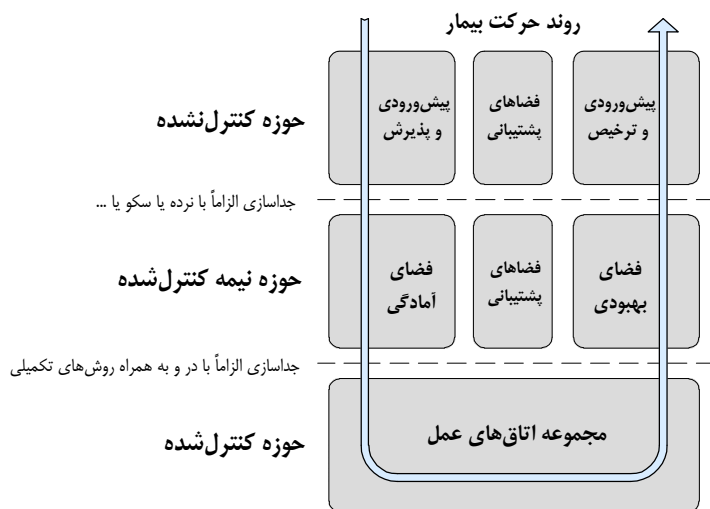 روند حرکت بیمار
حوزه کنترل‌نشده
پیش‌ورودی
و ترخیص
فضاهای
پشتیبانی
پیش‌ورودی
و پذیرش
جداسازی الزاماً با نرده یا سکو یا ...
حوزه نیمه کنترل‌شده
فضای
بهبودی
فضاهای
پشتیبانی
فضای
آمادگی
جداسازی الزاماً با در و به همراه روش‌های تکمیلی
حوزه کنترل‌شده
مجموعه اتاق‌های عمل